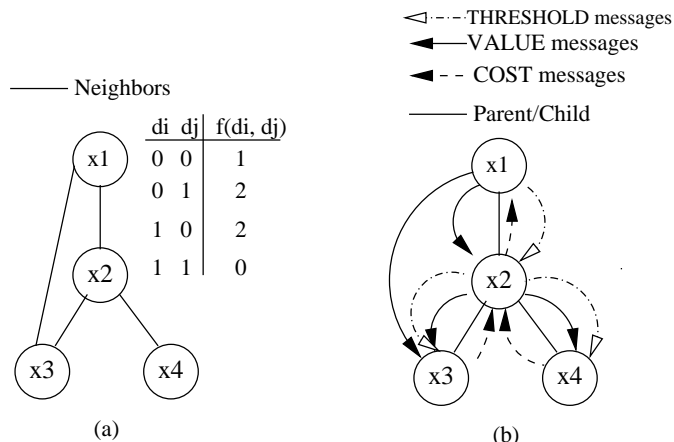 Neighbors
di dj f(di, dj)
0 0 1
0 1 2
1 0 2
1 1 0
x1
x2
x3
x4
(a)
THRESHOLD messages
VALUE messages
COST messages
Parent/Child
x1
x2
x3
x4
(b)